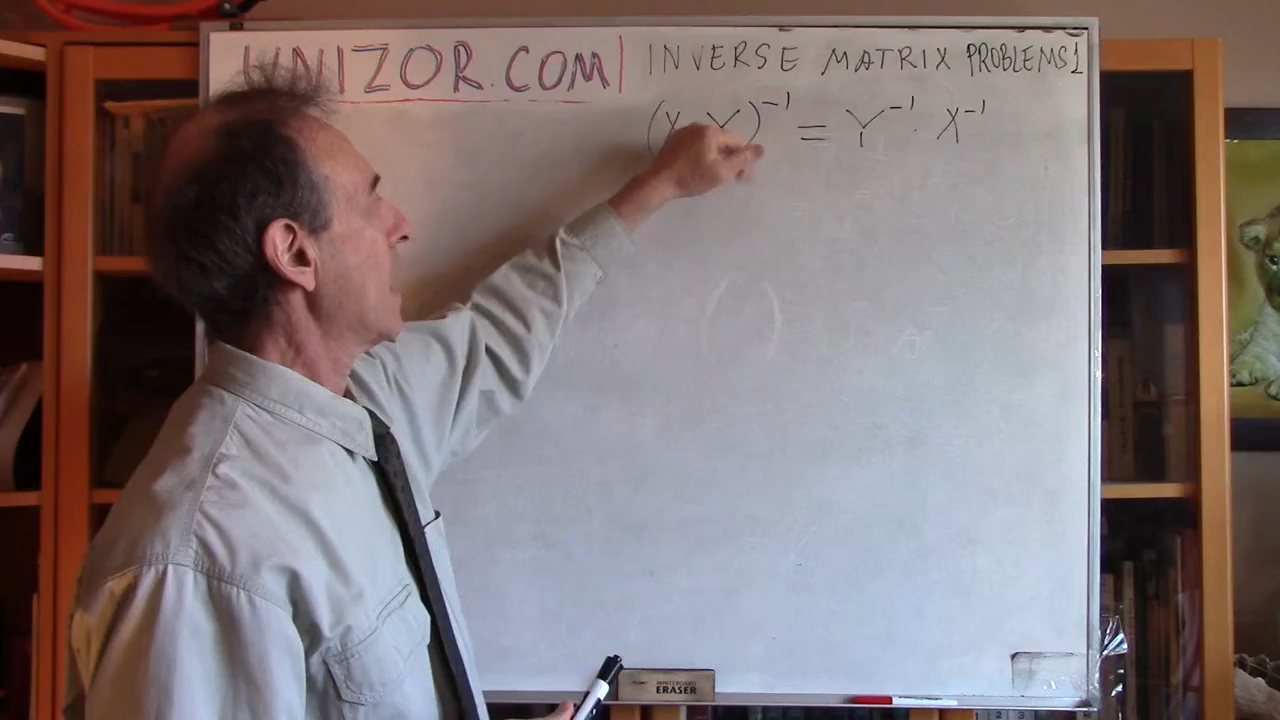 UNIZOR.COM | INVERSE MATRIX PROBLEMS 1
(X · Y)⁻¹ = Y⁻¹ · X⁻¹
WHITEBOARD
ERASER